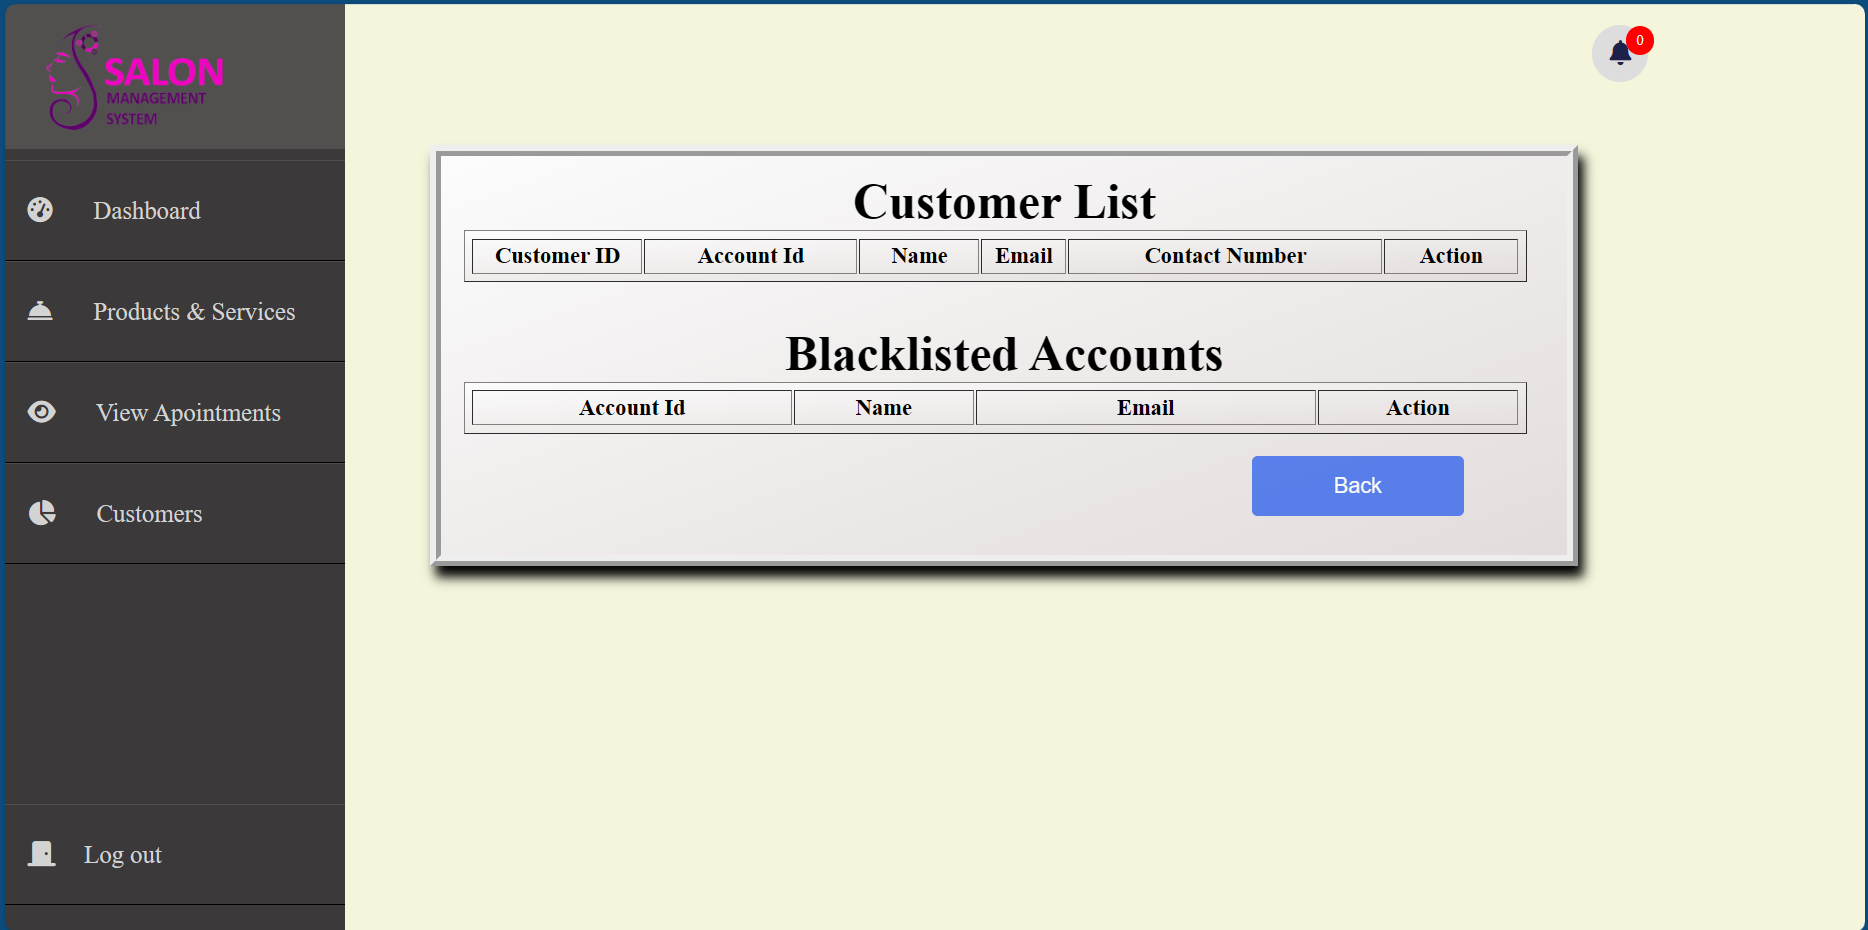 SALON
MANAGEMENT
SYSTEM
0
Dashboard
Products & Services
View Apointments
Customers
Log out
Customer List
Customer ID Account Id Name Email Contact Number Action
Blacklisted Accounts
Account Id Name Email Action
Back